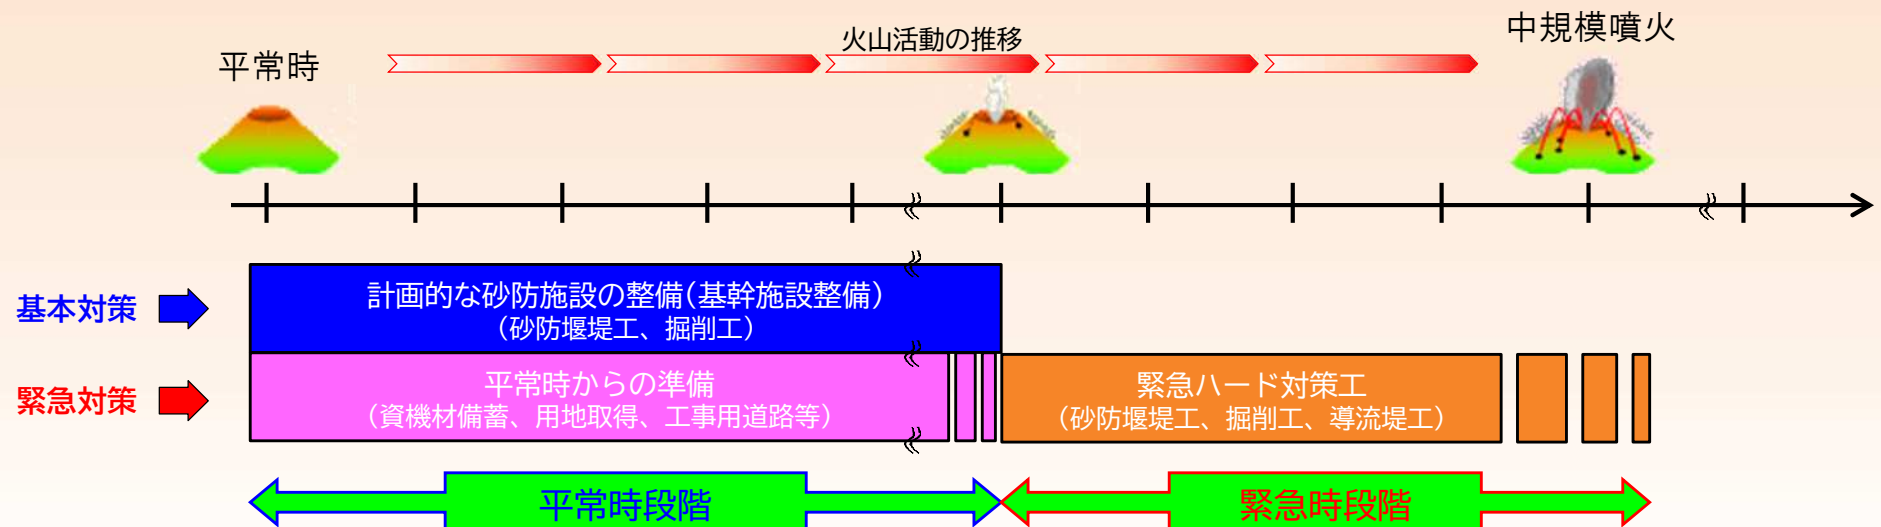 火山活動の推移
中規模噴火
平常時
基本対策
計画的な砂防施設の整備(基幹施設整備)
(砂防堰堤工、掘削工)
緊急対策
平常時からの準備
(資機材備蓄、用地取得、工事用道路等)
緊急ハード対策工
(砂防堰堤工、掘削工、導流堤工)
平常時段階
緊急時段階